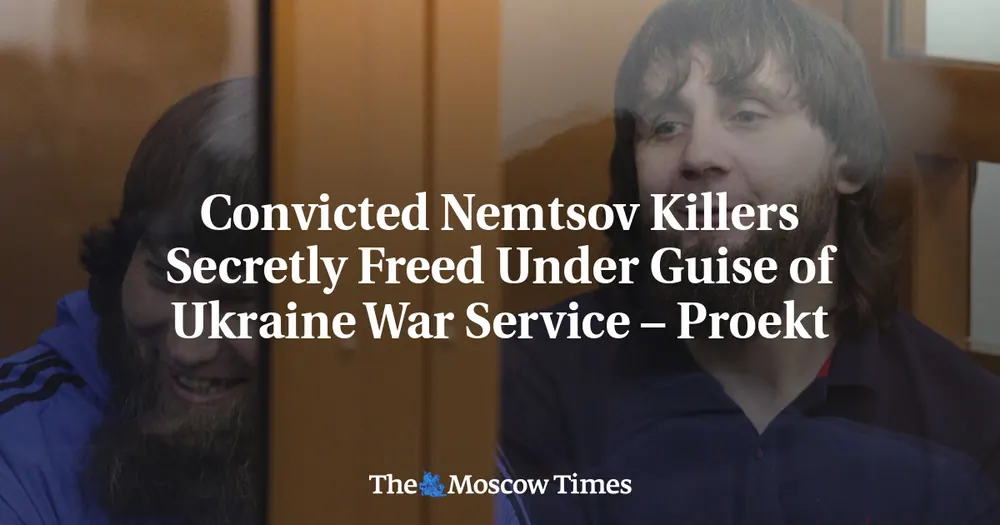 Convicted Nemtsov Killers
Secretly Freed Under Guise of
Ukraine War Service – Proekt
The Moscow Times